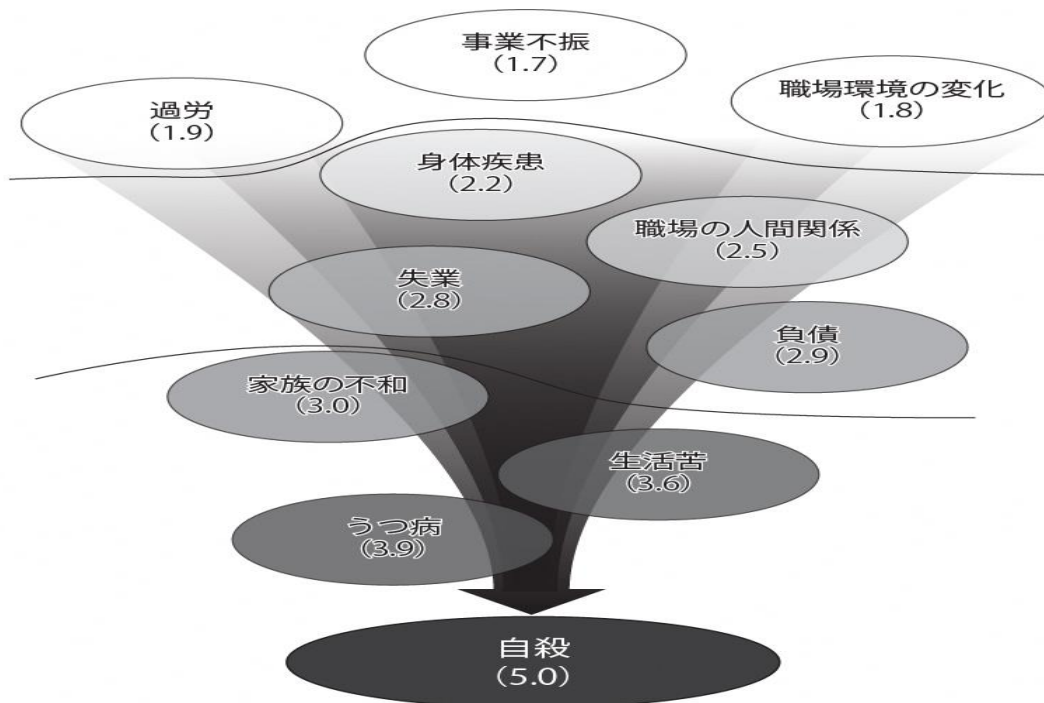 事業不振
(1.7)
職場環境の変化
(1.8)
過労
(1.9)
身体疾患
(2.2)
職場の人間関係
(2.5)
失業
(2.8)
負債
(2.9)
家族の不和
(3.0)
生活苦
(3.6)
うつ病
(3.9)
自殺
(5.0)